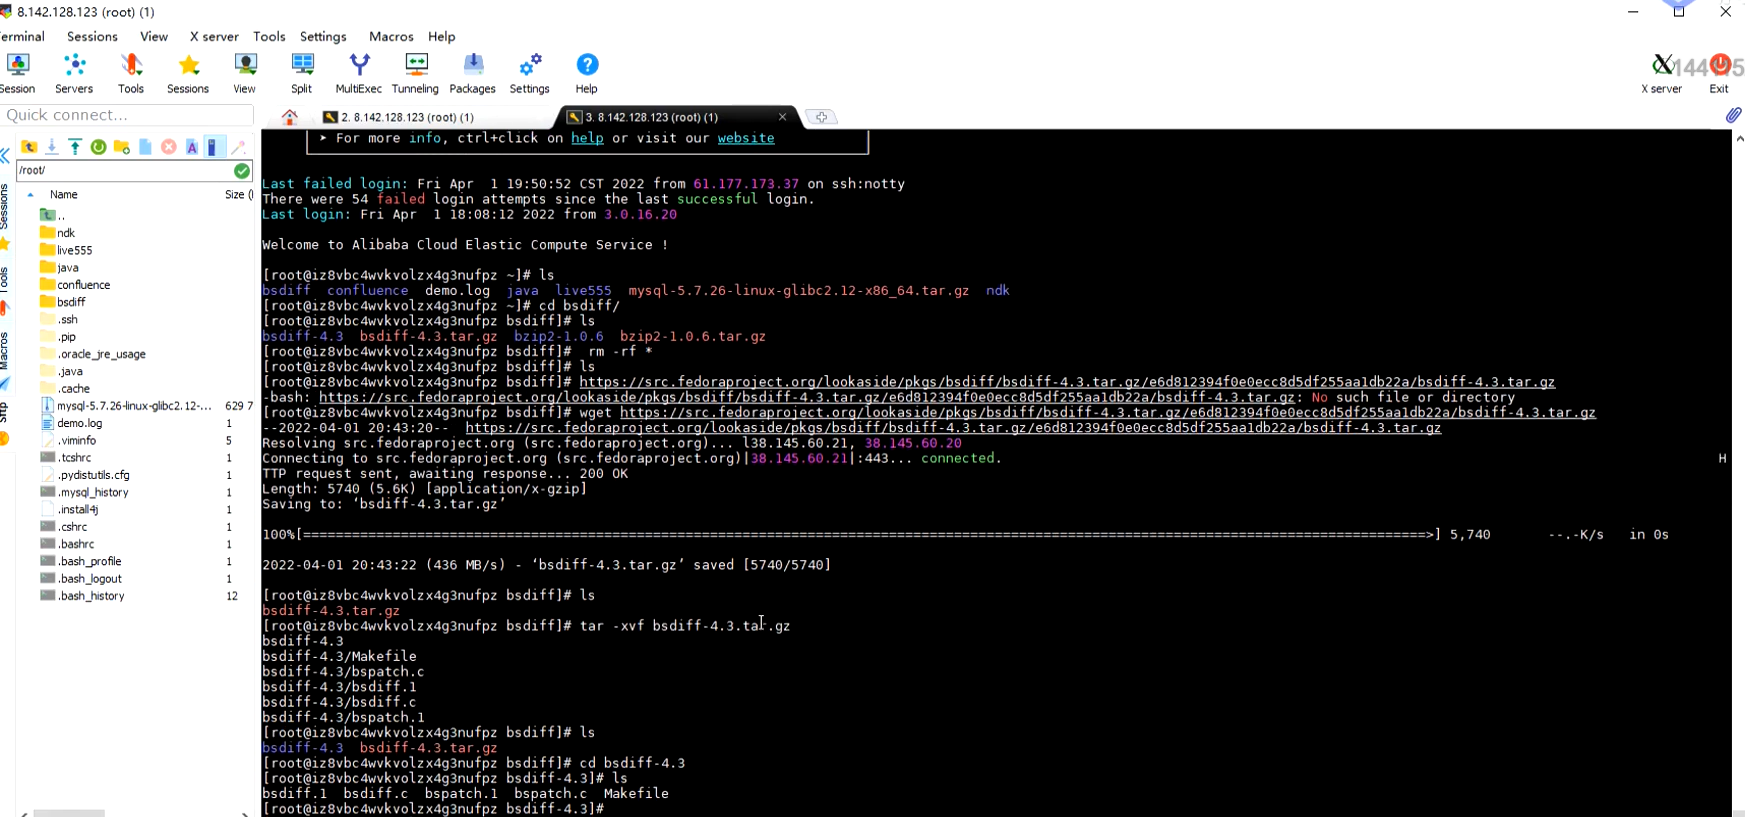 8.142.128.123 (root) (1)
erminal Sessions View X server Tools Settings Macros Help
ession Servers Tools Sessions View Split MultiExec Tunneling Packages Settings Help X server Exit
Quick connect...
2. 8.142.128.123 (root) (1)
3. 8.142.128.123 (root) (1)
/root/
Name Size (
..
ndk
live555
java
confluence
bsdiff
.ssh
.pip
.oracle_jre_usage
.java
.cache
mysql-5.7.26-linux-glibc2.12-... 629 7
demo.log 1
.viminfo 5
.tcshrc 1
.pydistutils.cfg 1
.mysql_history 1
.install4j 1
.cshrc 1
.bashrc 1
.bash_profile 1
.bash_logout 1
.bash_history 12
Sessions
Tools
Macros
Sftp
➤ For more info, ctrl+click on help or visit our website
Last failed login: Fri Apr 1 19:50:52 CST 2022 from 61.177.173.37 on ssh:notty
There were 54 failed login attempts since the last successful login.
Last login: Fri Apr 1 18:08:12 2022 from 3.0.16.20
Welcome to Alibaba Cloud Elastic Compute Service !
[root@iz8vbc4wvkvolzx4g3nufpz ~]# ls
bsdiff confluence demo.log java live555 mysql-5.7.26-linux-glibc2.12-x86_64.tar.gz ndk
[root@iz8vbc4wvkvolzx4g3nufpz ~]# cd bsdiff/
[root@iz8vbc4wvkvolzx4g3nufpz bsdiff]# ls
bsdiff-4.3 bsdiff-4.3.tar.gz bzip2-1.0.6 bzip2-1.0.6.tar.gz
[root@iz8vbc4wvkvolzx4g3nufpz bsdiff]# rm -rf *
[root@iz8vbc4wvkvolzx4g3nufpz bsdiff]# ls
[root@iz8vbc4wvkvolzx4g3nufpz bsdiff]# https://src.fedoraproject.org/lookaside/pkgs/bsdiff/bsdiff-4.3.tar.gz/e6d812394f0e0ecc8d5df255aa1db22a/bsdiff-4.3.tar.gz
-bash: https://src.fedoraproject.org/lookaside/pkgs/bsdiff/bsdiff-4.3.tar.gz/e6d812394f0e0ecc8d5df255aa1db22a/bsdiff-4.3.tar.gz: No such file or directory
[root@iz8vbc4wvkvolzx4g3nufpz bsdiff]# wget https://src.fedoraproject.org/lookaside/pkgs/bsdiff/bsdiff-4.3.tar.gz/e6d812394f0e0ecc8d5df255aa1db22a/bsdiff-4.3.tar.gz
--2022-04-01 20:43:20-- https://src.fedoraproject.org/lookaside/pkgs/bsdiff/bsdiff-4.3.tar.gz/e6d812394f0e0ecc8d5df255aa1db22a/bsdiff-4.3.tar.gz
Resolving src.fedoraproject.org (src.fedoraproject.org)... l38.145.60.21, 38.145.60.20
Connecting to src.fedoraproject.org (src.fedoraproject.org)|38.145.60.21|:443... connected. H
TTP request sent, awaiting response... 200 OK
Length: 5740 (5.6K) [application/x-gzip]
Saving to: ‘bsdiff-4.3.tar.gz’
100%[===========================================================================================================================================>] 5,740 --.-K/s in 0s
2022-04-01 20:43:22 (436 MB/s) - ‘bsdiff-4.3.tar.gz’ saved [5740/5740]
[root@iz8vbc4wvkvolzx4g3nufpz bsdiff]# ls
bsdiff-4.3.tar.gz
[root@iz8vbc4wvkvolzx4g3nufpz bsdiff]# tar -xvf bsdiff-4.3.tar.gz
bsdiff-4.3
bsdiff-4.3/Makefile
bsdiff-4.3/bspatch.c
bsdiff-4.3/bsdiff.1
bsdiff-4.3/bsdiff.c
bsdiff-4.3/bspatch.1
[root@iz8vbc4wvkvolzx4g3nufpz bsdiff]# ls
bsdiff-4.3 bsdiff-4.3.tar.gz
[root@iz8vbc4wvkvolzx4g3nufpz bsdiff]# cd bsdiff-4.3
[root@iz8vbc4wvkvolzx4g3nufpz bsdiff-4.3]# ls
bsdiff.1 bsdiff.c bspatch.1 bspatch.c Makefile
[root@iz8vbc4wvkvolzx4g3nufpz bsdiff-4.3]#